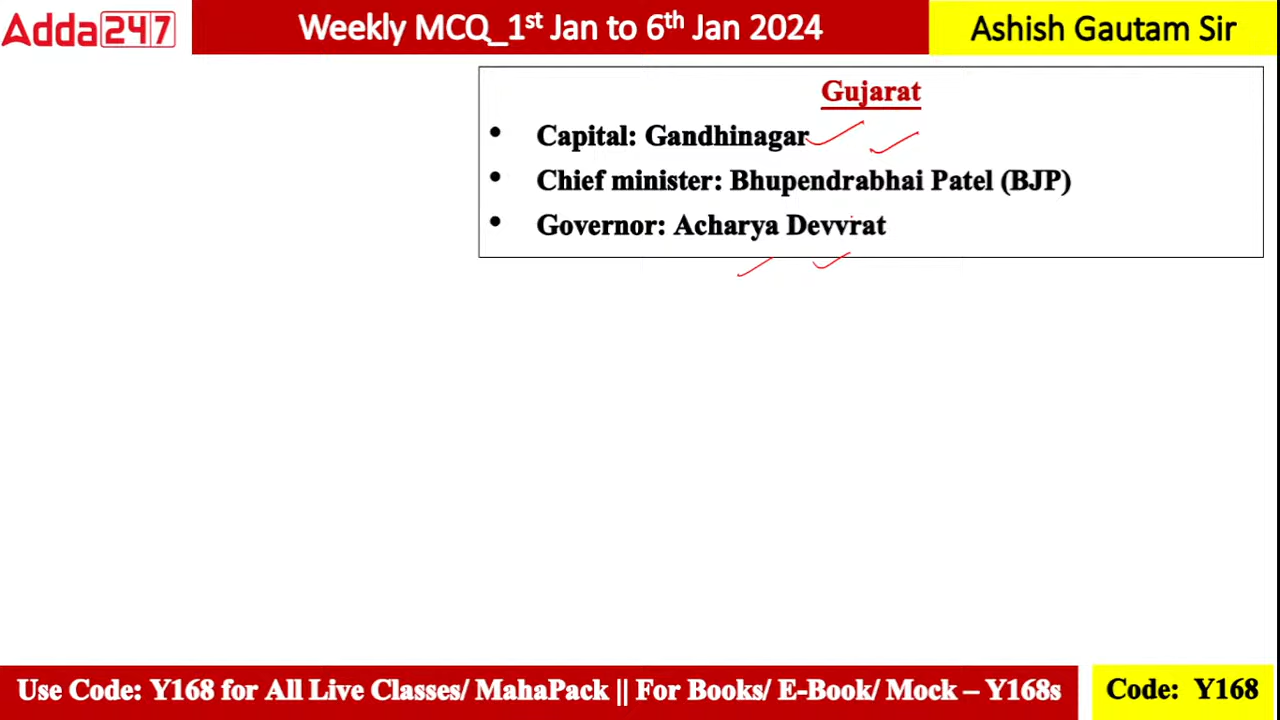 Adda247
Weekly MCQ_1st Jan to 6th Jan 2024
Ashish Gautam Sir
Gujarat
• Capital: Gandhinagar
• Chief minister: Bhupendrabhai Patel (BJP)
• Governor: Acharya Devvrat
Use Code: Y168 for All Live Classes/ MahaPack || For Books/ E-Book/ Mock – Y168s
Code: Y168